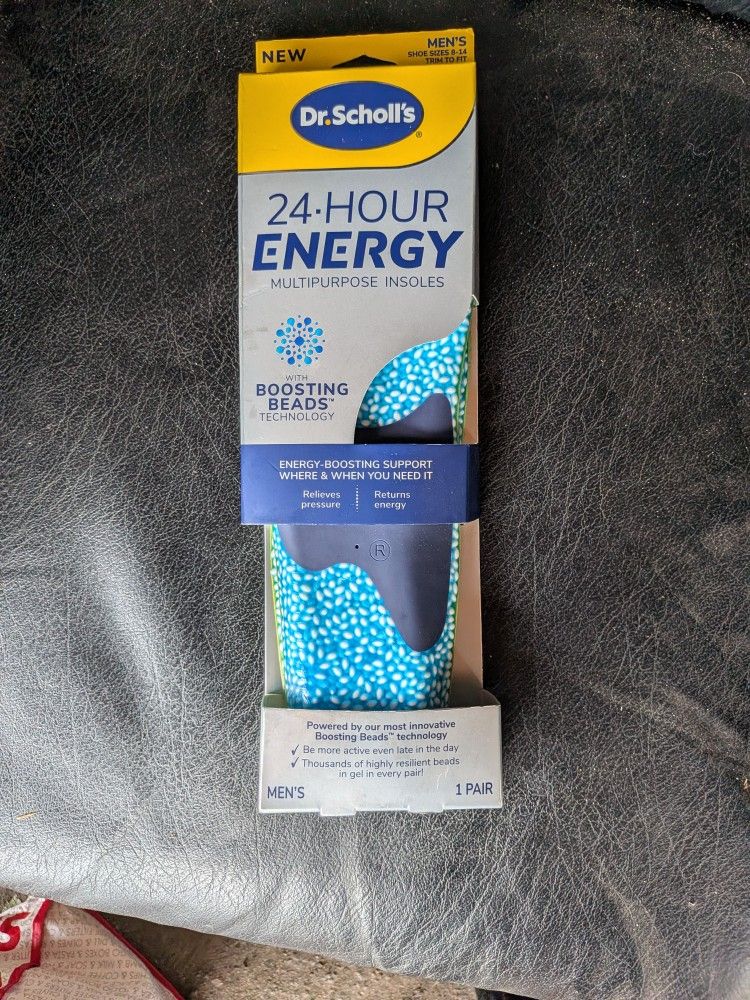 NEW
MEN'S
SHOE SIZES 8-14
TRIM TO FIT
Dr.Scholl's®
24·HOUR
ENERGY
MULTIPURPOSE INSOLES
WITH
BOOSTING
BEADS™
TECHNOLOGY
ENERGY-BOOSTING SUPPORT
WHERE & WHEN YOU NEED IT
Relieves
pressure
Returns
energy
®
Powered by our most innovative
Boosting Beads™ technology
✓ Be more active even late in the day
✓ Thousands of highly resilient beads
in gel in every pair!
MEN'S
1 PAIR